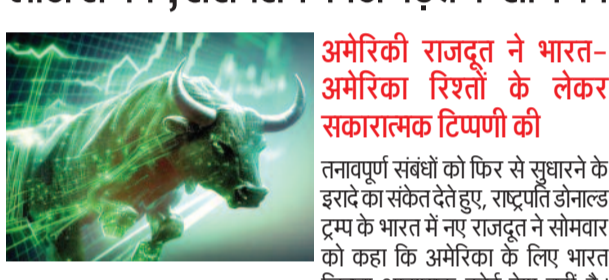 अमेरिकी राजदूत ने भारत-
अमेरिका रिश्तों के लेकर
सकारात्मक टिप्पणी की
तनावपूर्ण संबंधों को फिर से सुधारने के
इरादे का संकेत देते हुए, राष्ट्रपति डोनाल्ड
ट्रम्प के भारत में नए राजदूत ने सोमवार
को कहा कि अमेरिका के लिए भारत